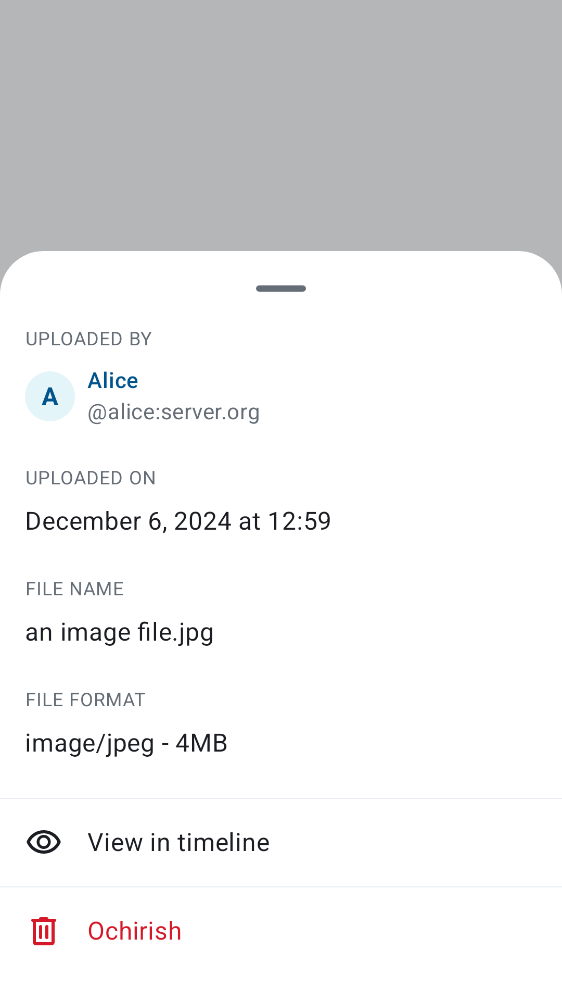 UPLOADED BY
A
Alice
@alice:server.org
UPLOADED ON
December 6, 2024 at 12:59
FILE NAME
an image file.jpg
FILE FORMAT
image/jpeg - 4MB
View in timeline
Ochirish